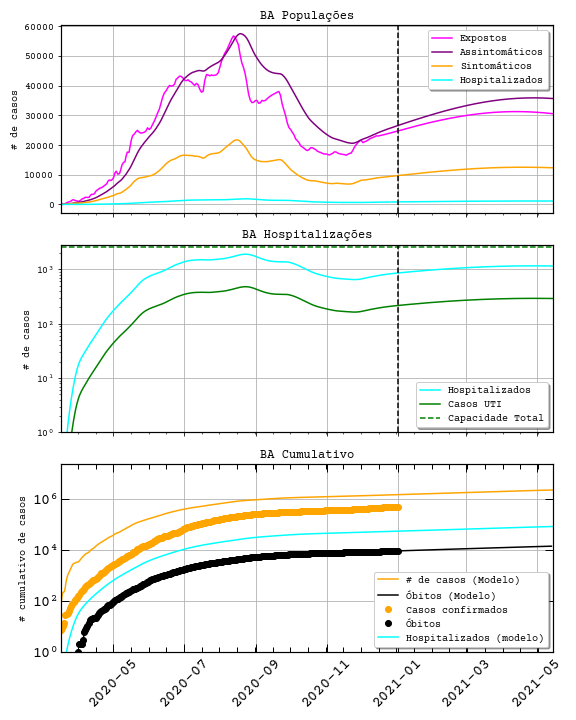 BA Populações
60000
50000
40000
30000
20000
10000
0
# de casos
Expostos
Assintomáticos
Sintomáticos
Hospitalizados
BA Hospitalizações
10³
10²
10¹
10⁰
# de casos
Hospitalizados
Casos UTI
Capacidade Total
BA Cumulativo
10⁶
10⁴
10²
10⁰
# cumulativo de casos
# de casos (Modelo)
Óbitos (Modelo)
Casos confirmados
Óbitos
Hospitalizados (modelo)
2020-05
2020-07
2020-09
2020-11
2021-01
2021-03
2021-05